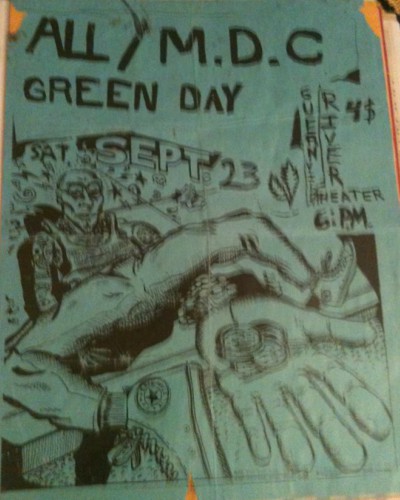 ALL / M.D.C
GREEN DAY
SAT. SEPT. 23
RIVER
THEATER
4$
6:P.M.